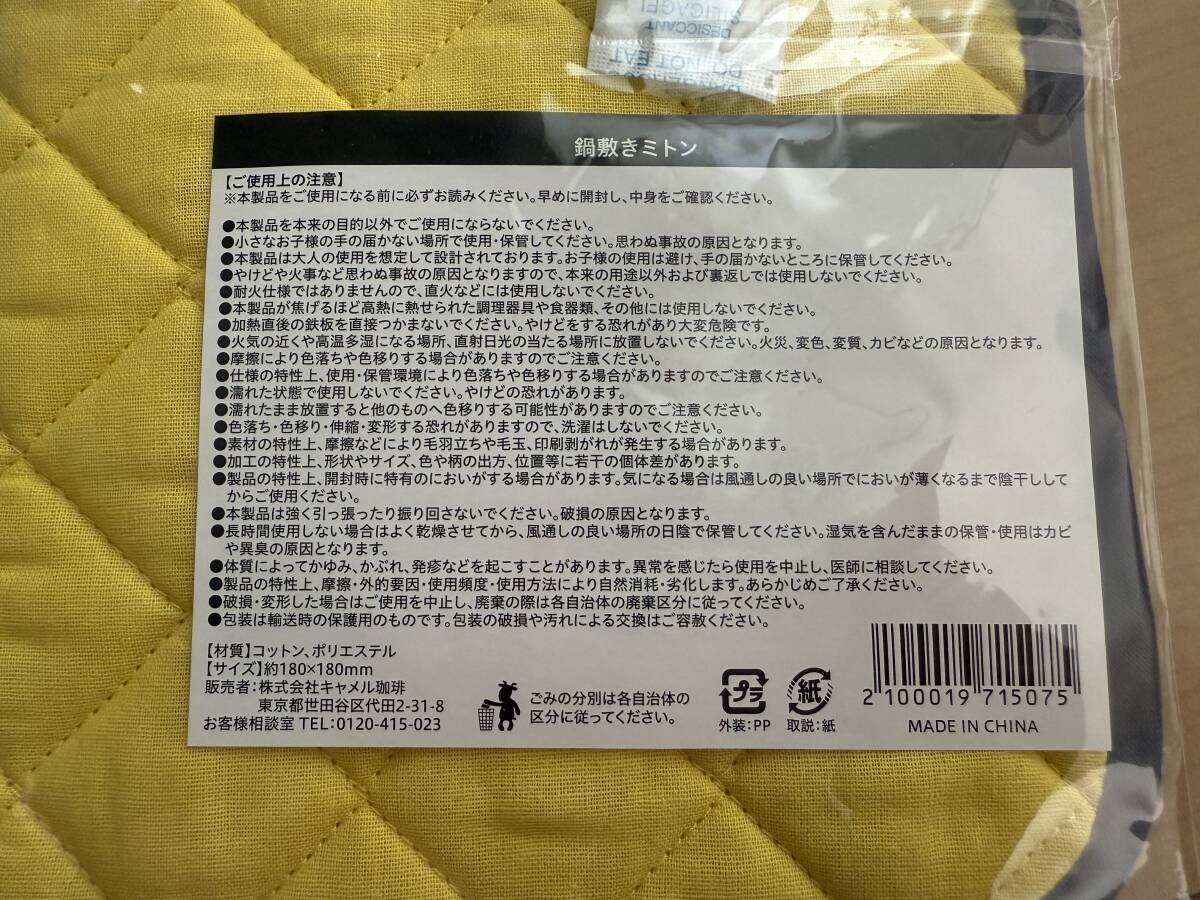 SILICAGEL
DESICCANT
DO NOT EAT
鍋敷きミトン
【ご使用上の注意】
※本製品をご使用になる前に必ずお読みください。早めに開封し、中身をご確認ください。
●本製品を本来の目的以外でご使用にならないでください。
●小さなお子様の手の届かない場所で使用・保管してください。思わぬ事故の原因となります。
●本製品は大人の使用を想定して設計されております。お子様の使用は避け、手の届かないところに保管してください。
●やけどや火事など思わぬ事故の原因となりますので、本来の用途以外および裏返しでは使用しないでください。
●耐火仕様ではありませんので、直火などには使用しないでください。
●本製品が焦げるほど高熱に熱せられた調理器具や食器類、その他には使用しないでください。
●加熱直後の鉄板を直接つかまないでください。やけどをする恐れがあり大変危険です。
●火気の近くや高温多湿になる場所、直射日光の当たる場所に放置しないでください。火災、変色、変質、カビなどの原因となります。
●摩擦により色落ちや色移りする場合がありますのでご注意ください。
●仕様の特性上、使用・保管環境により色落ちや色移りする場合がありますのでご注意ください。
●濡れた状態で使用しないでください。やけどの恐れがあります。
●濡れたまま放置すると他のものへ色移りする可能性がありますのでご注意ください。
●色落ち・色移り・伸縮・変形する恐れがありますので、洗濯はしないでください。
●素材の特性上、摩擦などにより毛羽立ちや毛玉、印刷剥がれが発生する場合があります。
●加工の特性上、形状やサイズ、色や柄の出方、位置等に若干の個体差があります。
●製品の特性上、開封時に特有のにおいがする場合があります。気になる場合は風通しの良い場所でにおいが薄くなるまで陰干しして
からご使用ください。
●本製品は強く引っ張ったり振り回さないでください。破損の原因となります。
●長時間使用しない場合はよく乾燥させてから、風通しの良い場所の日陰で保管してください。湿気を含んだままの保管・使用はカビ
や異臭の原因となります。
●体質によってかゆみ、かぶれ、発疹などを起こすことがあります。異常を感じたら使用を中止し、医師に相談してください。
●製品の特性上、摩擦・外的要因・使用頻度・使用方法により自然消耗・劣化します。あらかじめご了承ください。
●破損・変形した場合はご使用を中止し、廃棄の際は各自治体の廃棄区分に従ってください。
●包装は輸送時の保護用のものです。包装の破損や汚れによる交換はご容赦ください。
【材質】コットン、ポリエステル
【サイズ】約180×180mm
販売者：株式会社キャメル珈琲
東京都世田谷区代田2-31-8
お客様相談室 TEL：0120-415-023
ごみの分別は各自治体の
区分に従ってください。
プラ
外装：PP
紙
取説：紙
2 100019 715075
MADE IN CHINA